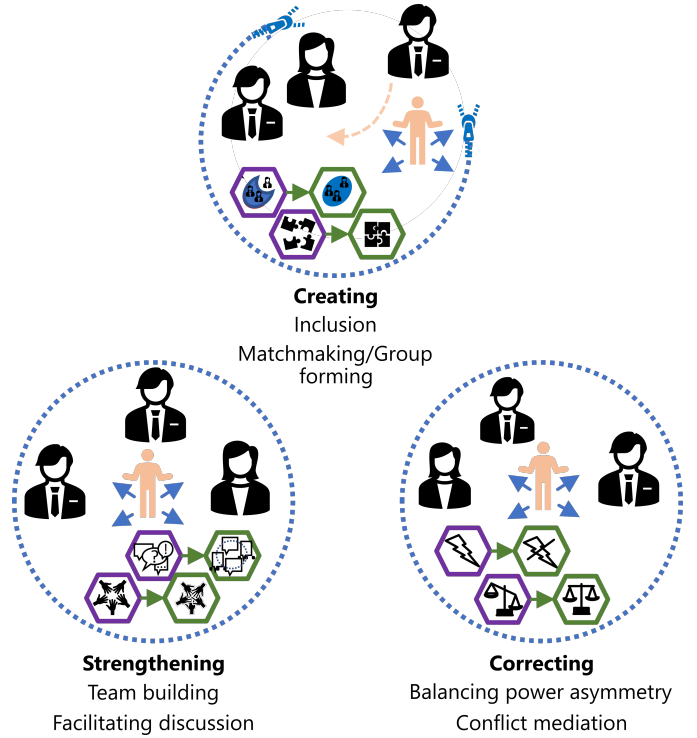 Creating
Inclusion
Matchmaking/Group
forming
Strengthening
Team building
Facilitating discussion
Correcting
Balancing power asymmetry
Conflict mediation